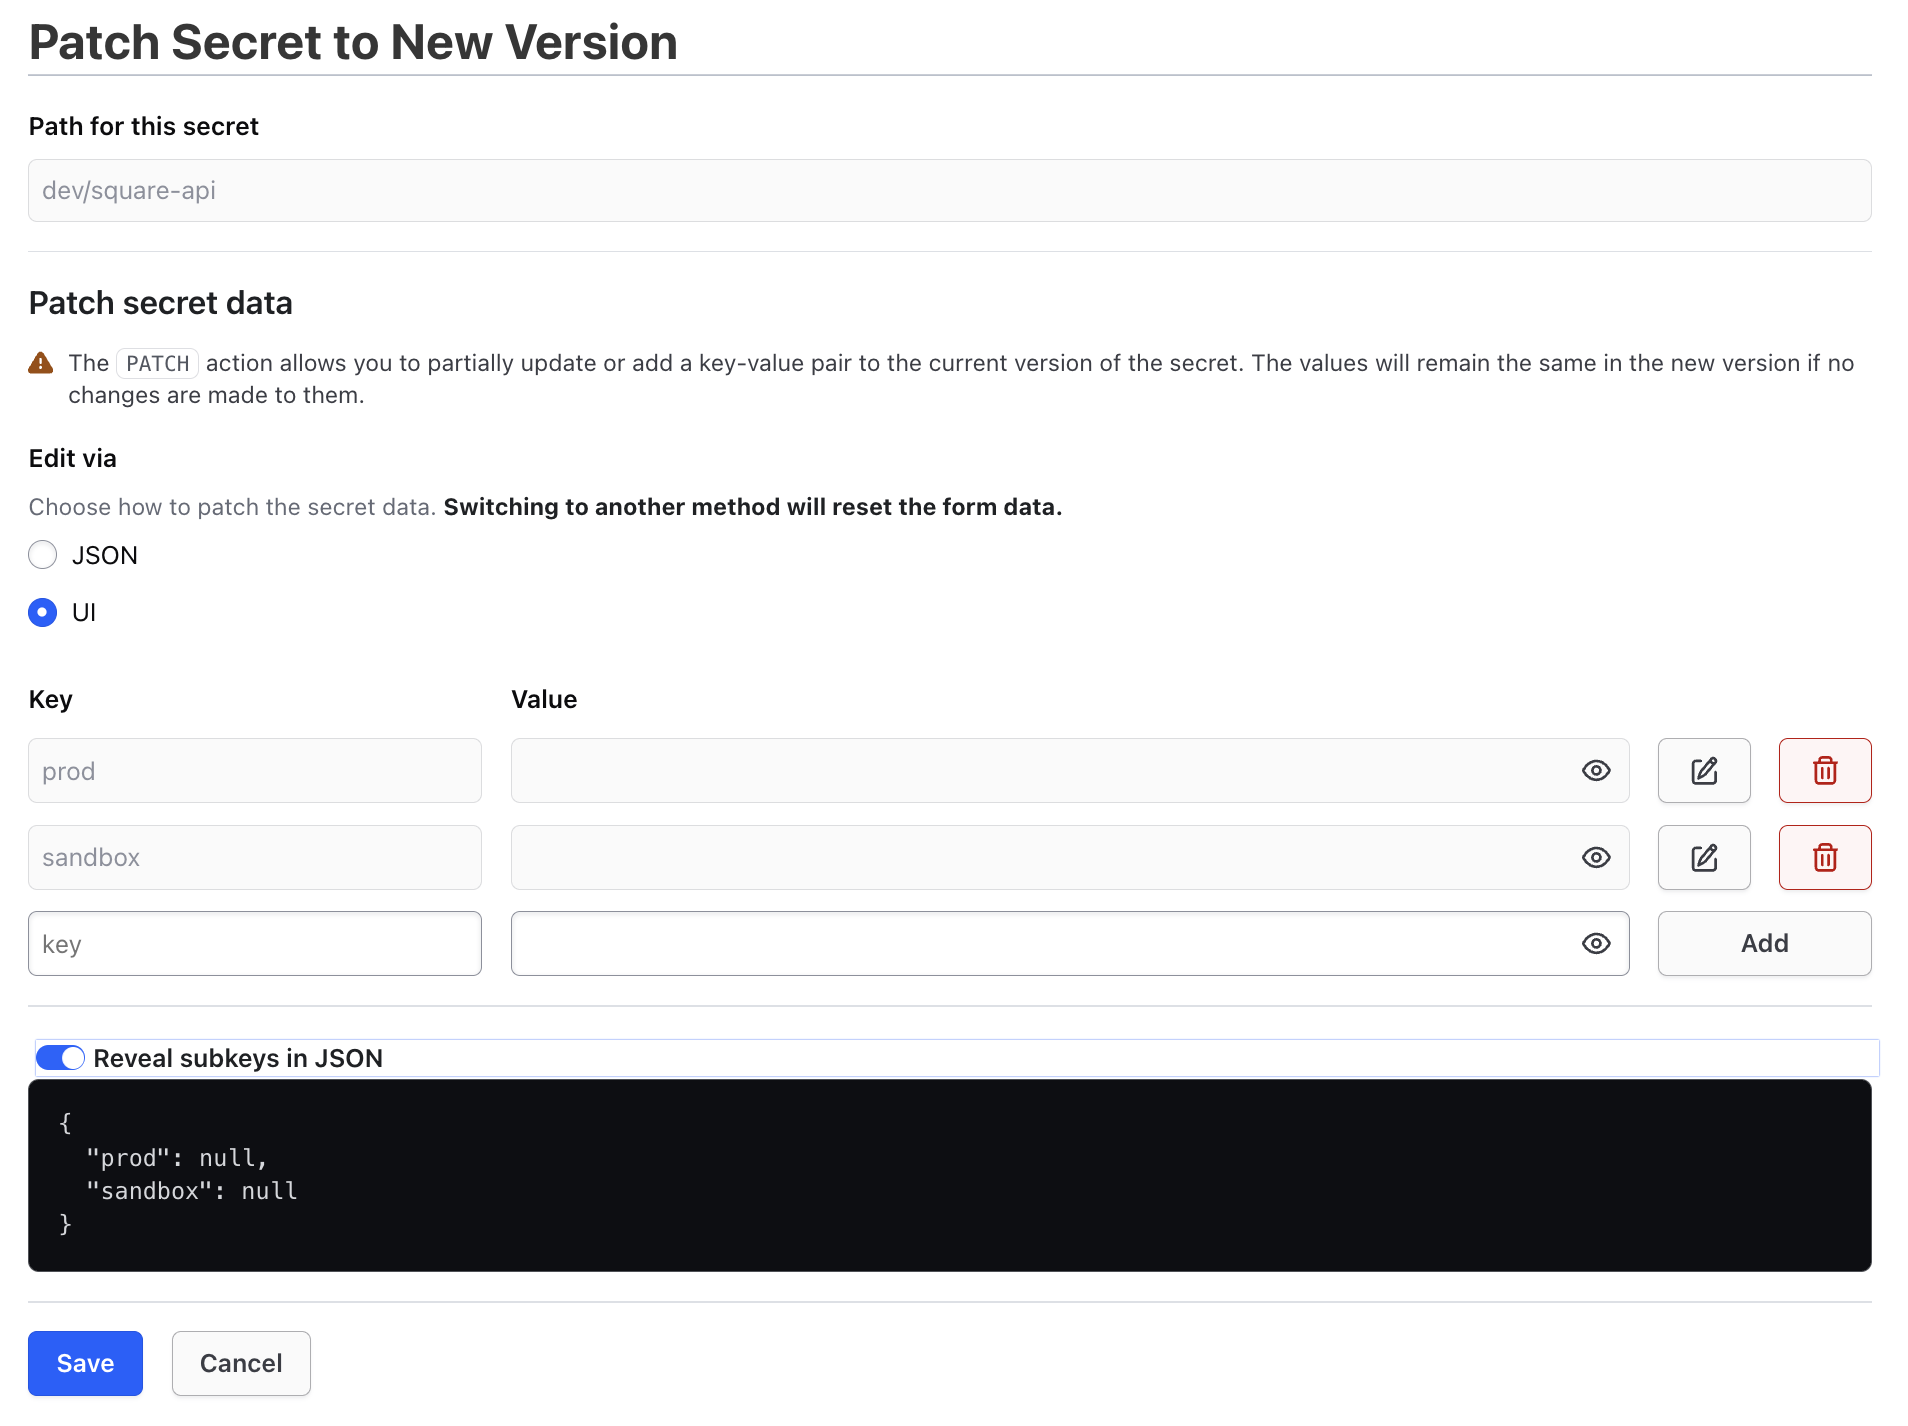 Patch Secret to New Version
Path for this secret
dev/square-api
Patch secret data
The PATCH action allows you to partially update or add a key-value pair to the current version of the secret. The values will remain the same in the new version if no
changes are made to them.
Edit via
Choose how to patch the secret data. Switching to another method will reset the form data.
JSON
UI
Key Value
prod
sandbox
key Add
Reveal subkeys in JSON
{
  "prod": null,
  "sandbox": null
}
Save Cancel